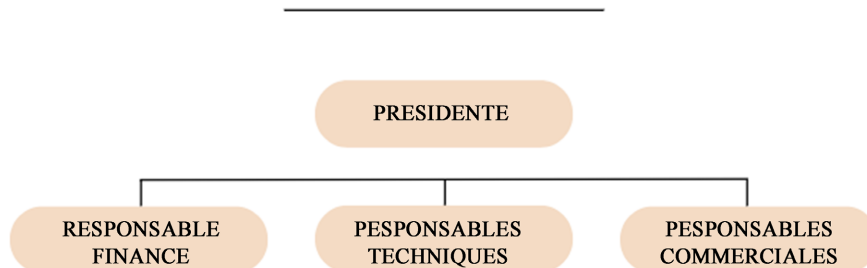 PRESIDENTE
RESPONSABLE
FINANCE
PESPONSABLES
TECHNIQUES
PESPONSABLES
COMMERCIALES